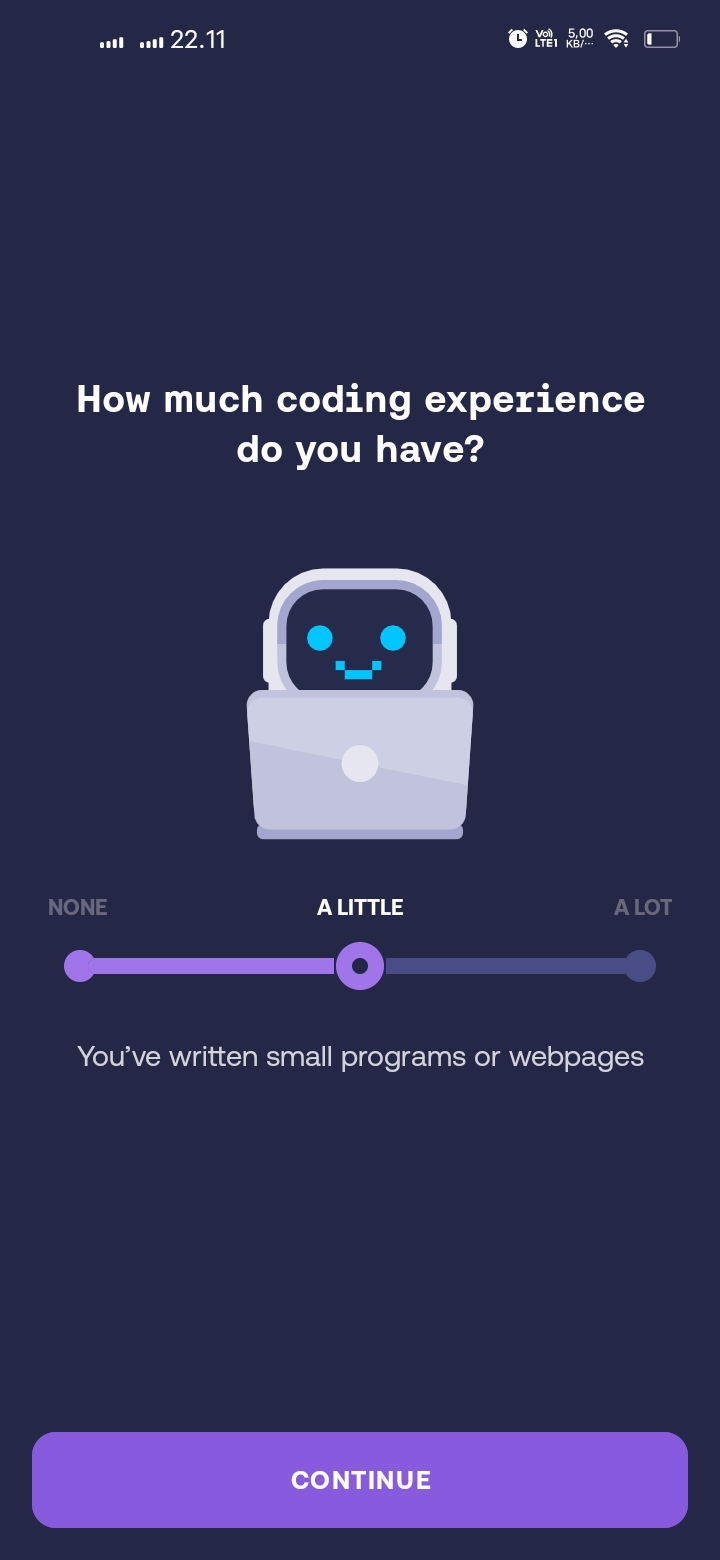 22.11
Vo) 5,00
LTE1 KB/...
How much coding experience
do you have?
NONE A LITTLE A LOT
You’ve written small programs or webpages
CONTINUE